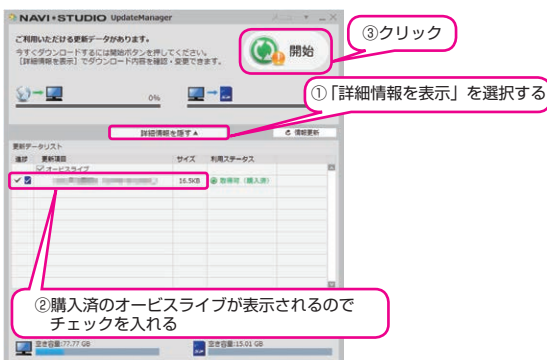 NAVI+STUDIO UpdateManager
ご利用いただける更新データがあります。
今すぐダウンロードするには開始ボタンを押してください。
[詳細情報を表示]でダウンロード内容を確認・変更できます。
開始
③クリック
0%
①「詳細情報を表示」を選択する
詳細情報を隠す▲
情報更新
更新データリスト
進捗 更新項目 サイズ 利用ステータス
オービスライブ
16.5KB 取得可(購入済)
②購入済のオービスライブが表示されるので
チェックを入れる
空き容量:77.77 GB
空き容量:15.01 GB